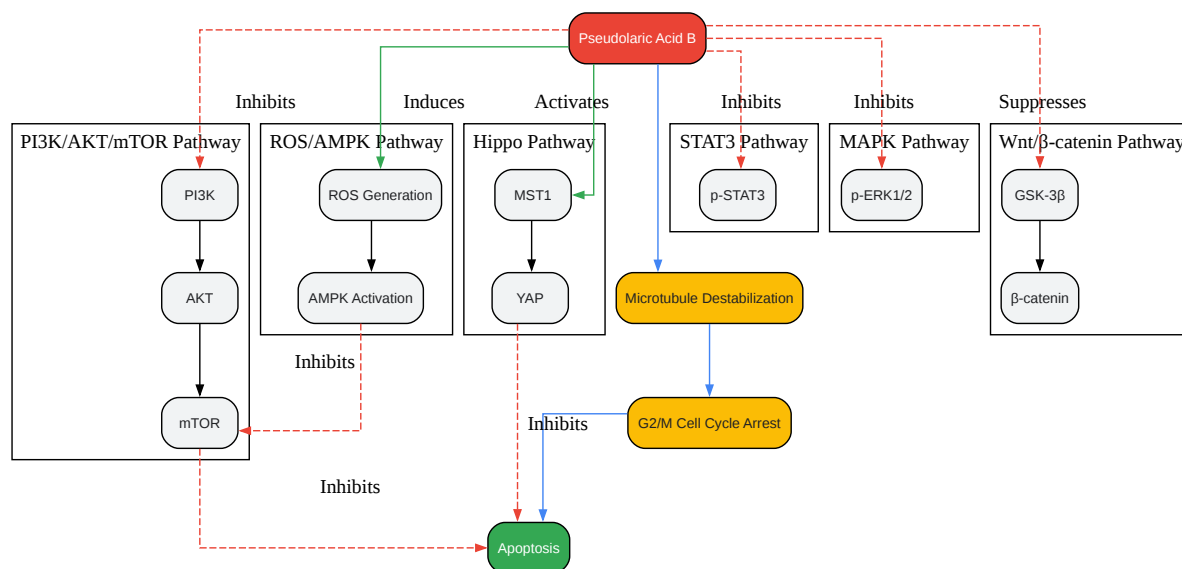 Pseudolaric Acid B
Inhibits
Induces
Activates
Inhibits
Inhibits
Suppresses
PI3K/AKT/mTOR Pathway
ROS/AMPK Pathway
Hippo Pathway
STAT3 Pathway
MAPK Pathway
Wnt/β-catenin Pathway
PI3K
ROS Generation
MST1
p-STAT3
p-ERK1/2
GSK-3β
AKT
AMPK Activation
YAP
Microtubule Destabilization
β-catenin
Inhibits
mTOR
Inhibits
G2/M Cell Cycle Arrest
Inhibits
Apoptosis